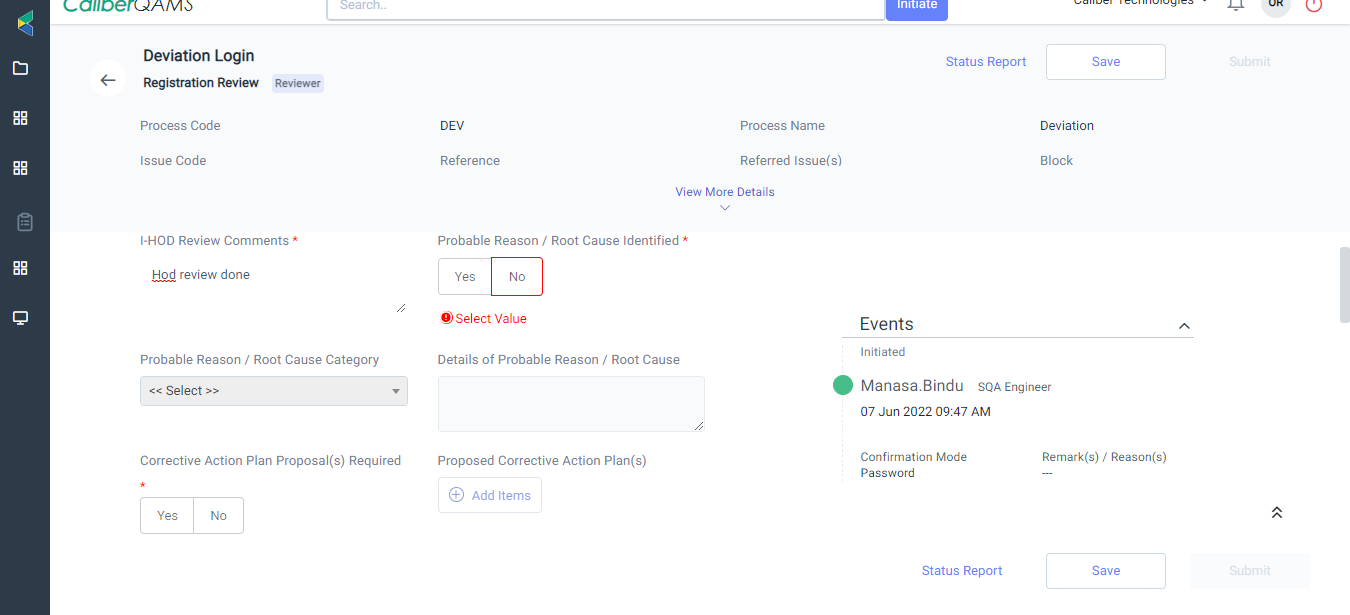 CaliberQAMS Search.. Initiate Caliber Technologies OR
Deviation Login
Registration Review Reviewer
Status Report Save Submit
Process Code DEV Process Name Deviation
Issue Code Reference Referred Issue(s) Block
View More Details
I-HOD Review Comments * Probable Reason / Root Cause Identified *
Hod review done Yes No
Select Value
Events
Initiated
Probable Reason / Root Cause Category Details of Probable Reason / Root Cause
<< Select >>
Manasa.Bindu SQA Engineer
07 Jun 2022 09:47 AM
Corrective Action Plan Proposal(s) Required * Proposed Corrective Action Plan(s)
Confirmation Mode Remark(s) / Reason(s)
Password ---
Yes No Add Items
Status Report Save Submit